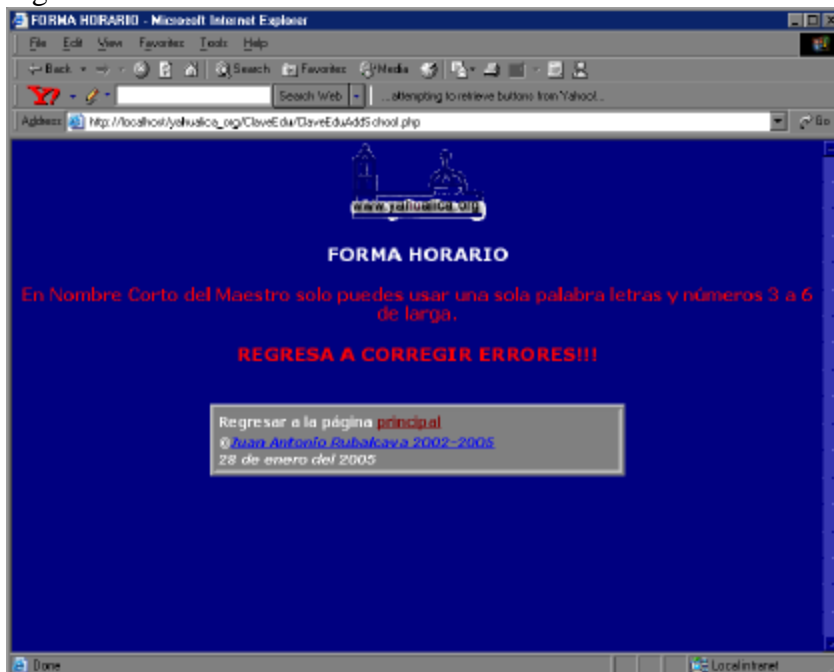 FORMA HORARIO - Microsoft Internet Explorer
File Edit View Favorites Tools Help
Back Search Favorites Media
Y! Search Web ...attempting to retrieve buttons from Yahoo!...
Address http://localhost/yahualica_org/ClaveEdu/ClaveEduAddSchool.php Go
www.yahualica.org
FORMA HORARIO
En Nombre Corto del Maestro solo puedes usar una sola palabra letras y números 3 a 6
de larga.
REGRESA A CORREGIR ERRORES!!!
Regresar a la página principal
©Juan Antonio Rubalcava 2002-2005
28 de enero del 2005
Done Local intranet